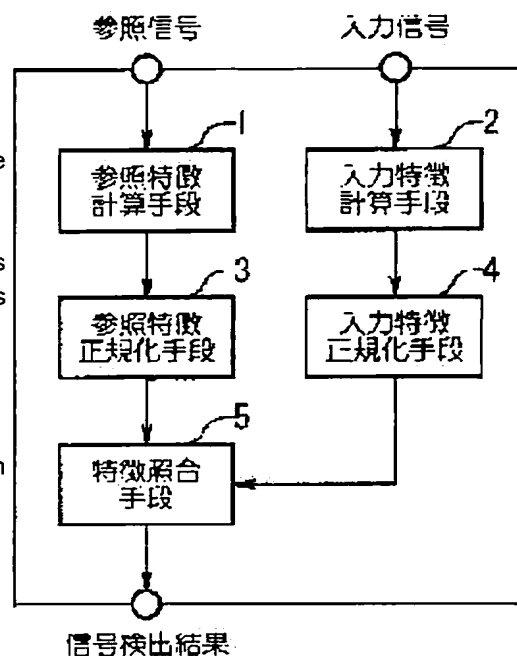 参照信号
入力信号
1
参照特徴
計算手段
2
入力特徴
計算手段
3
参照特徴
正規化手段
4
入力特徴
正規化手段
5
特徴照合
手段
信号検出結果